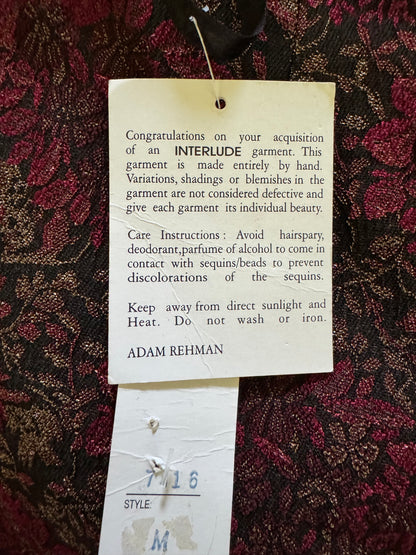 Congratulations on your acquisition
of an INTERLUDE garment. This
garment is made entirely by hand.
Variations, shadings or blemishes in the
garment are not considered defective and
give each garment its individual beauty.
Care Instructions : Avoid hairspary,
deodorant,parfume of alcohol to come in
contact with sequins/beads to prevent
discolorations of the sequins.
Keep away from direct sunlight and
Heat. Do not wash or iron.
ADAM REHMAN
7716
STYLE:
M